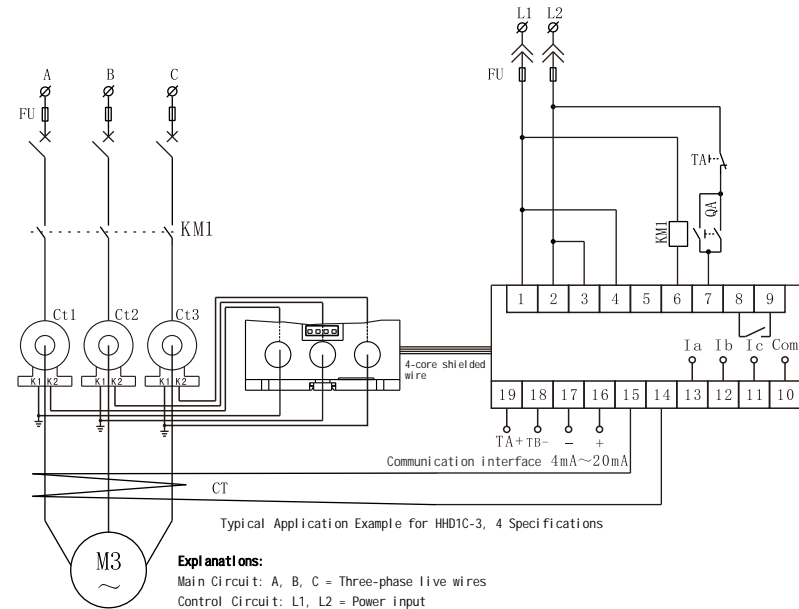 L1 L2
A B C
FU
FU
TA
QA
KM1
KM1
1 2 3 4 5 6 7 8 9
Ct1 Ct2 Ct3
K1 K2 K1 K2 K1 K2
4-core shielded
wire
Ia Ib Ic Com
19 18 17 16 15 14 13 12 11 10
TA+ TB- - +
Communication interface 4mA~20mA
CT
Typical Application Example for HHD1C-3, 4 Specifications
M3
~
Explanations:
Main Circuit: A, B, C = Three-phase live wires
Control Circuit: L1, L2 = Power input